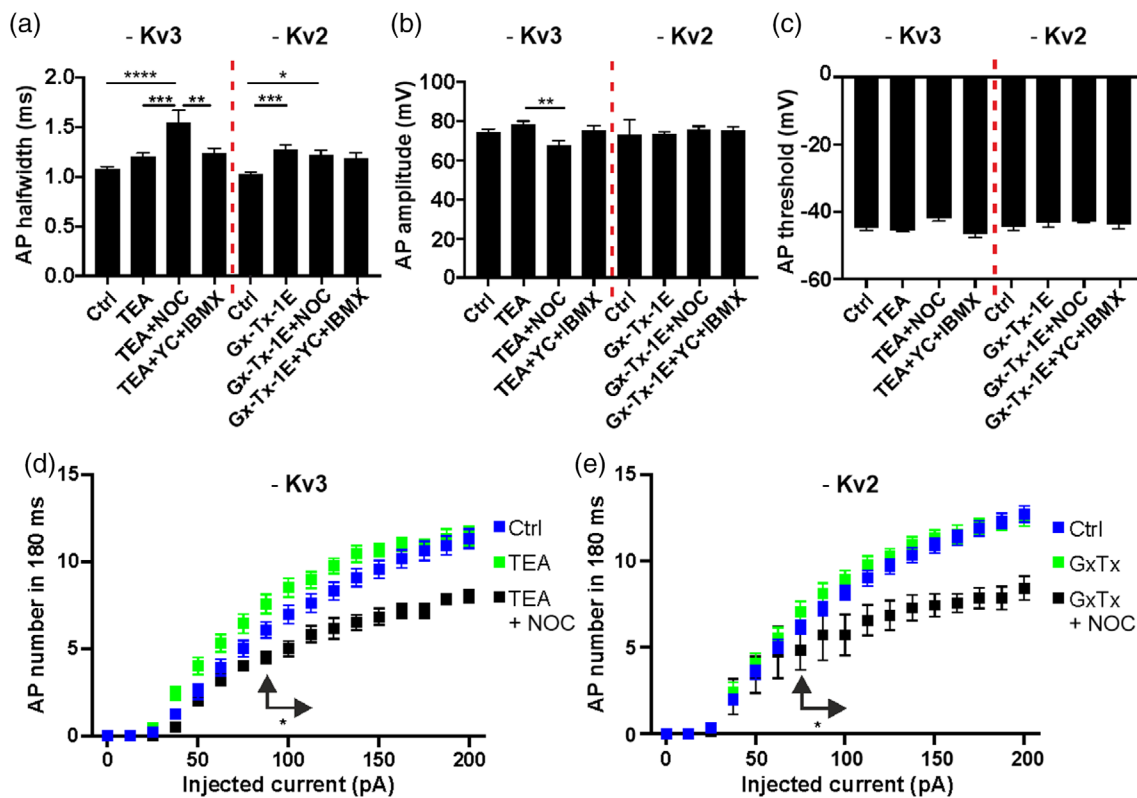 (a)
- Kv3
- Kv2
AP halfwidth (ms)
2.0
1.5
1.0
0.5
0.0
****
***
**
*
***
Ctrl
TEA
TEA+NOC
TEA+YC+IBMX
Ctrl
Gx-Tx-1E
Gx-Tx-1E+NOC
Gx-Tx-1E+YC+IBMX
(b)
- Kv3
- Kv2
AP amplitude (mV)
100
80
60
40
20
0
**
Ctrl
TEA
TEA+NOC
TEA+YC+IBMX
Ctrl
Gx-Tx-1E
Gx-Tx-1E+NOC
Gx-Tx-1E+YC+IBMX
(c)
- Kv3
- Kv2
AP threshold (mV)
0
-20
-40
-60
Ctrl
TEA
TEA+NOC
TEA+YC+IBMX
Ctrl
Gx-Tx-1E
Gx-Tx-1E+NOC
Gx-Tx-1E+YC+IBMX
(d)
- Kv3
AP number in 180 ms
15
10
5
0
Ctrl
TEA
TEA
+ NOC
*
0
50
100
150
200
Injected current (pA)
(e)
- Kv2
AP number in 180 ms
15
10
5
0
Ctrl
GxTx
GxTx
+ NOC
*
0
50
100
150
200
Injected current (pA)